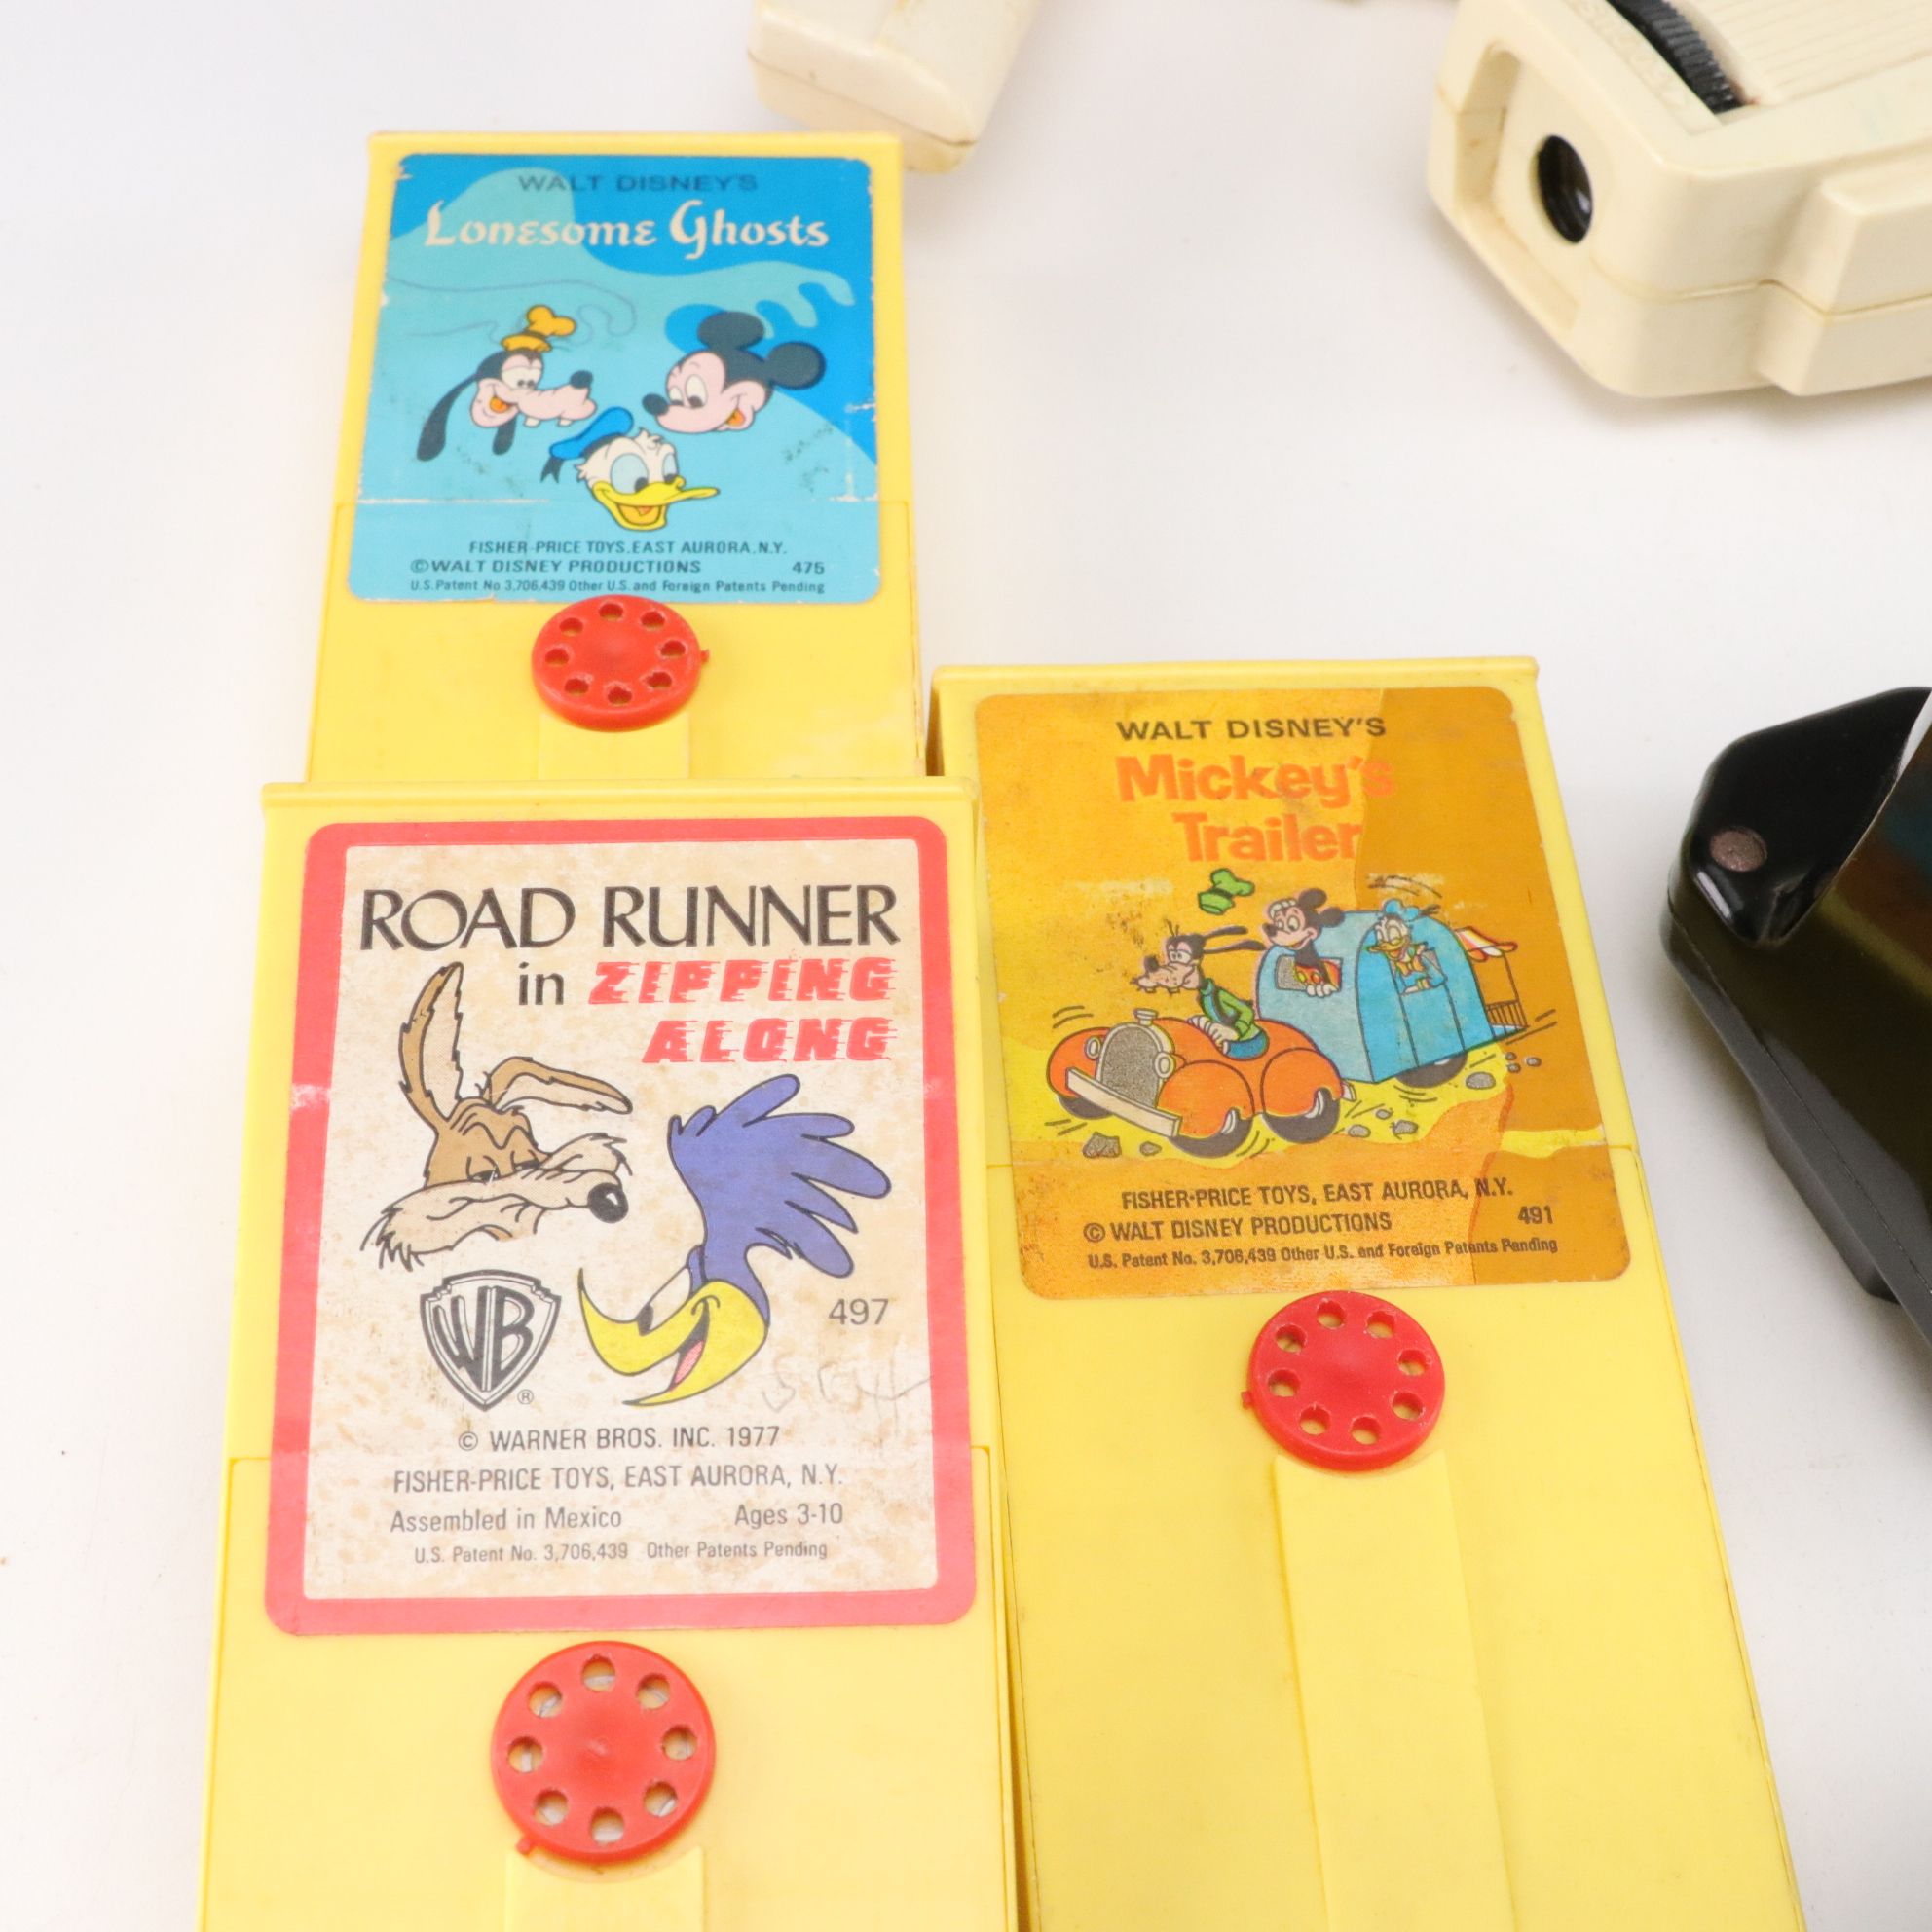 WALT DISNEY'S
Lonesome Ghosts
FISHER-PRICE TOYS, EAST AURORA, N.Y.
©WALT DISNEY PRODUCTIONS 475
U.S. Patent No 3,706,439 Other U.S. and Foreign Patents Pending
WALT DISNEY'S
Mickey's
Trailer
FISHER-PRICE TOYS, EAST AURORA, N.Y.
© WALT DISNEY PRODUCTIONS 491
U.S. Patent No. 3,706,439 Other U.S. and Foreign Patents Pending
ROAD RUNNER
in ZIPPING
ALONG
WB
®
497
© WARNER BROS. INC. 1977
FISHER-PRICE TOYS, EAST AURORA, N.Y.
Assembled in Mexico Ages 3-10
U.S. Patent No. 3,706,439 Other Patents Pending